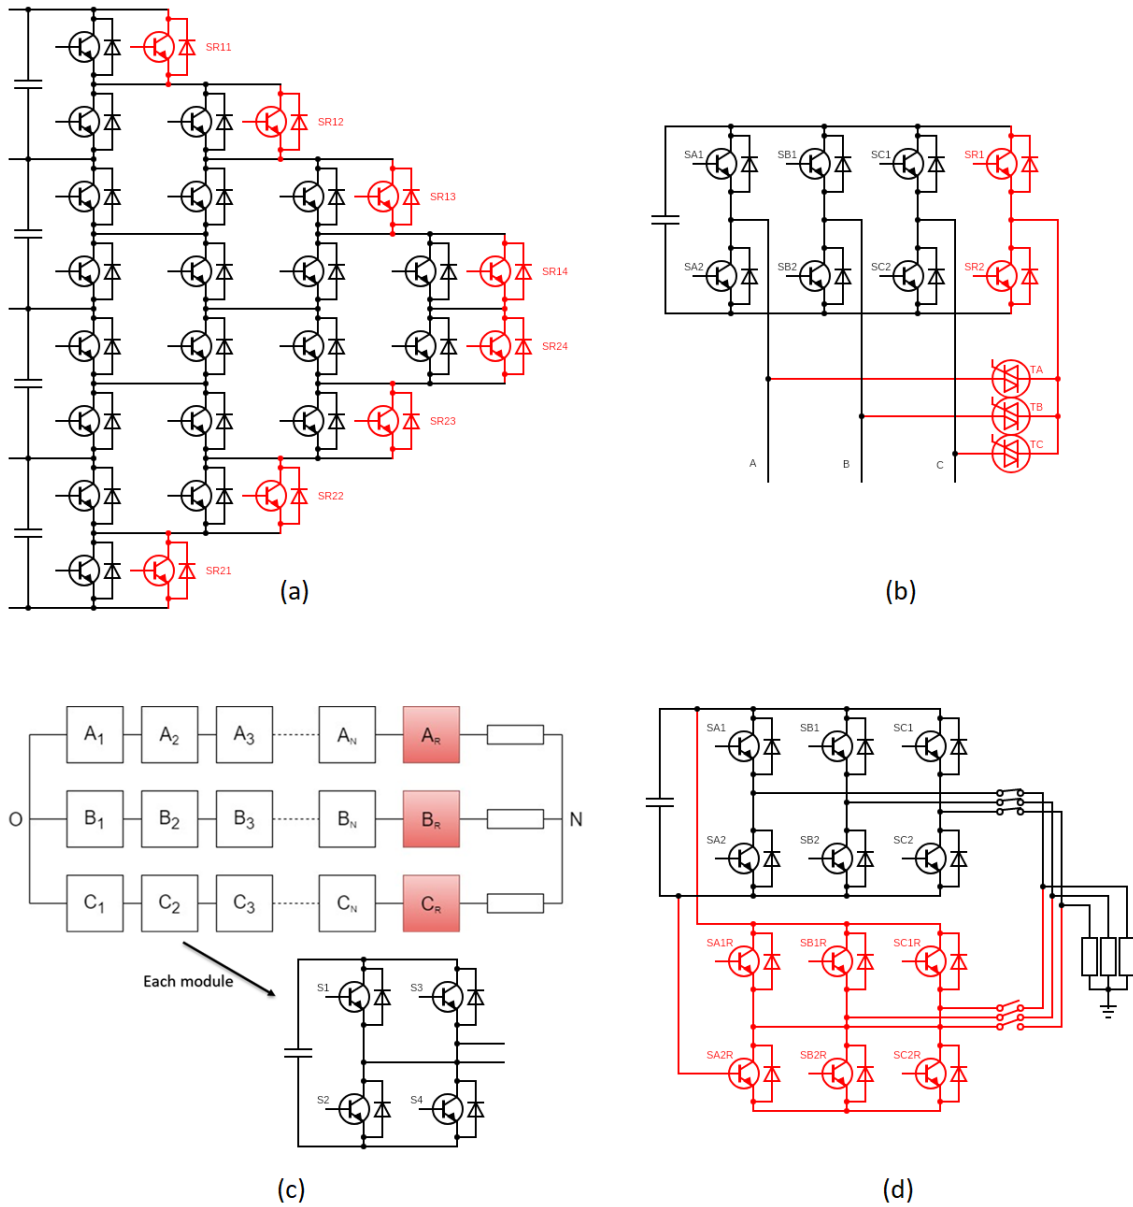 SR11
SR12
SR13
SR14
SR24
SR23
SR22
SR21
(a)
SA1 SB1 SC1 SR1
SA2 SB2 SC2 SR2
TA
TB
TC
A B C
(b)
A1 A2 A3 AN AR
O B1 B2 B3 BN BR N
C1 C2 C3 CN CR
Each module
S1 S3
S2 S4
(c)
SA1 SB1 SC1
SA2 SB2 SC2
SA1R SB1R SC1R
SA2R SB2R SC2R
(d)